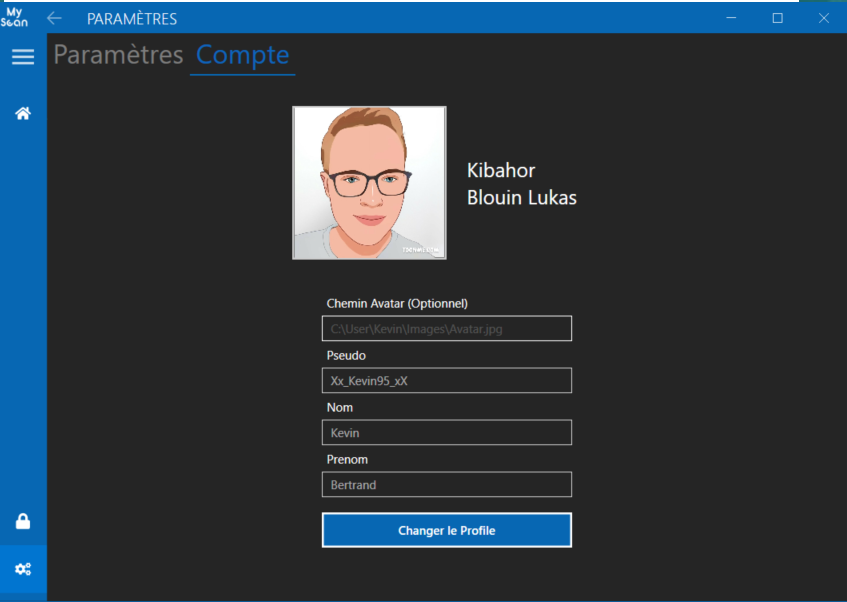 My
Scan
PARAMÈTRES
Paramètres Compte
Kibahor
Blouin Lukas
Chemin Avatar (Optionnel)
C:\User\Kevin\Images\Avatar.jpg
Pseudo
Xx_Kevin95_xX
Nom
Kevin
Prenom
Bertrand
Changer le Profile